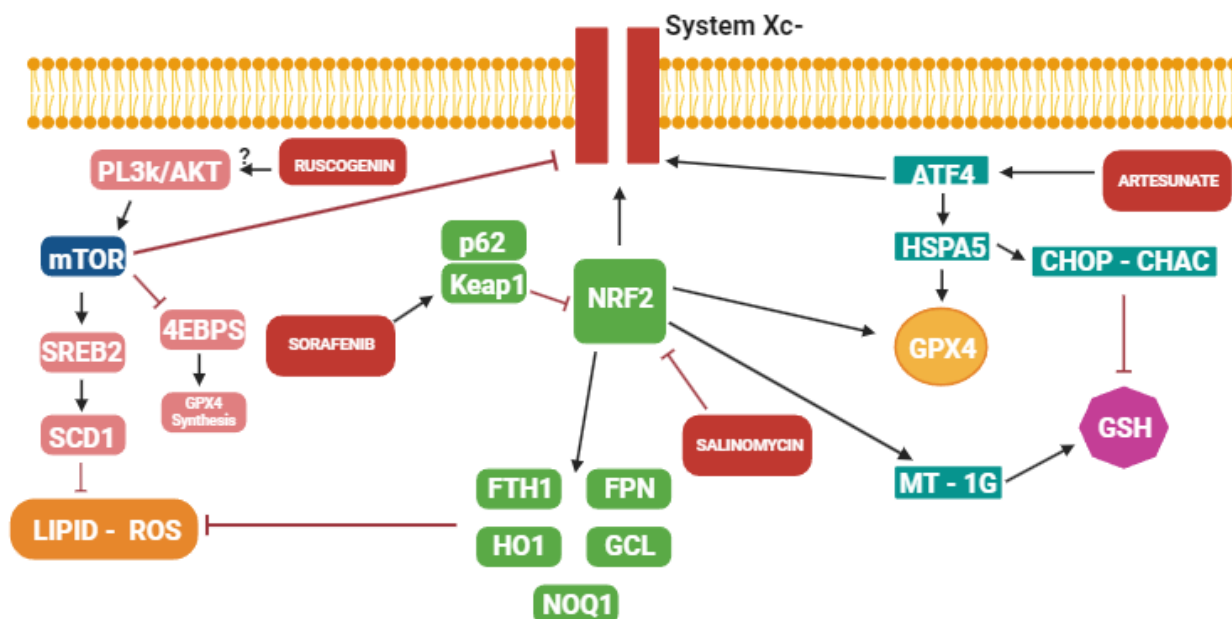 System Xc-
PL3k/AKT
?
RUSCOGENIN
ATF4
ARTESUNATE
mTOR
p62
Keap1
HSPA5
CHOP - CHAC
NRF2
4EBPS
SORAFENIB
SREB2
GPX4
GPX4
Synthesis
SCD1
SALINOMYCIN
GSH
MT - 1G
FTH1
FPN
LIPID - ROS
HO1
GCL
NOQ1